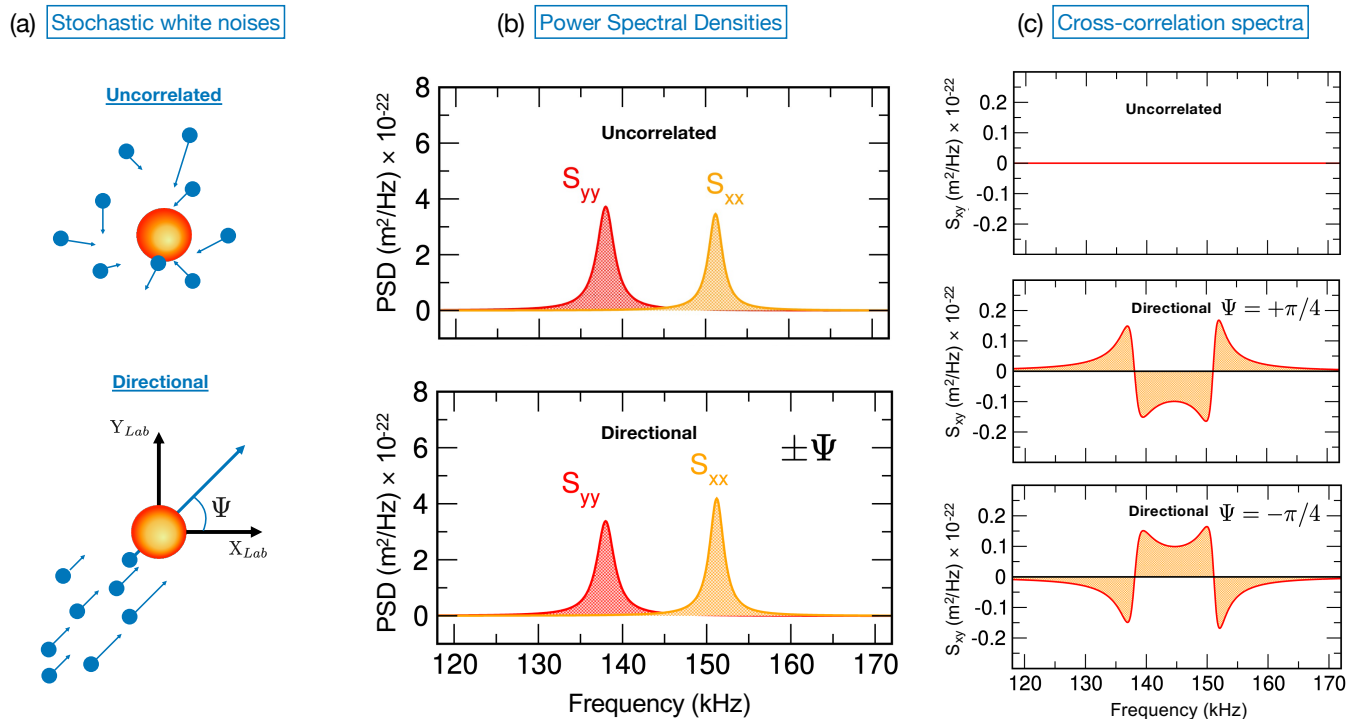 (a) Stochastic white noises
Uncorrelated
Directional
Y_Lab
Ψ
X_Lab
(b) Power Spectral Densities
PSD (m²/Hz) × 10⁻²²
8
6
4
2
0
Uncorrelated
S_yy
S_xx
PSD (m²/Hz) × 10⁻²²
8
6
4
2
0
Directional
±Ψ
S_yy
S_xx
120 130 140 150 160 170
Frequency (kHz)
(c) Cross-correlation spectra
S_xy (m²/Hz) × 10⁻²²
0.2
0.1
0
-0.1
-0.2
Uncorrelated
S_xy (m²/Hz) × 10⁻²²
0.2
0.1
0
-0.1
-0.2
Directional Ψ = +π/4
S_xy (m²/Hz) × 10⁻²²
0.2
0.1
0
-0.1
-0.2
Directional Ψ = −π/4
120 130 140 150 160 170
Frequency (kHz)